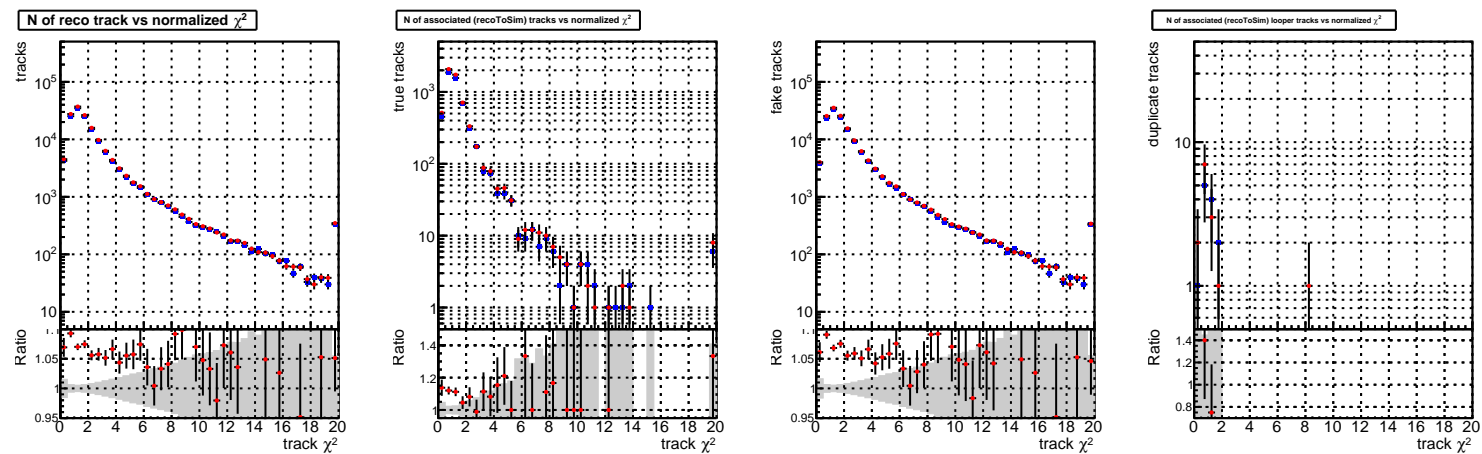 N of reco track vs normalized χ²
tracks
10⁵
10⁴
10³
10²
10
Ratio
1.1
1.05
1
0.95
0 2 4 6 8 10 12 14 16 18 20
track χ²
N of associated (recoToSim) tracks vs normalized χ²
true tracks
10³
10²
10
1
Ratio
1.4
1.2
1
0 2 4 6 8 10 12 14 16 18 20
track χ²
fake tracks
10⁵
10⁴
10³
10²
10
Ratio
1.1
1.05
1
0.95
0 2 4 6 8 10 12 14 16 18 20
track χ²
N of associated (recoToSim) looper tracks vs normalized χ²
duplicate tracks
10
1
Ratio
1.4
1.2
1
0.8
0 2 4 6 8 10 12 14 16 18 20
track χ²